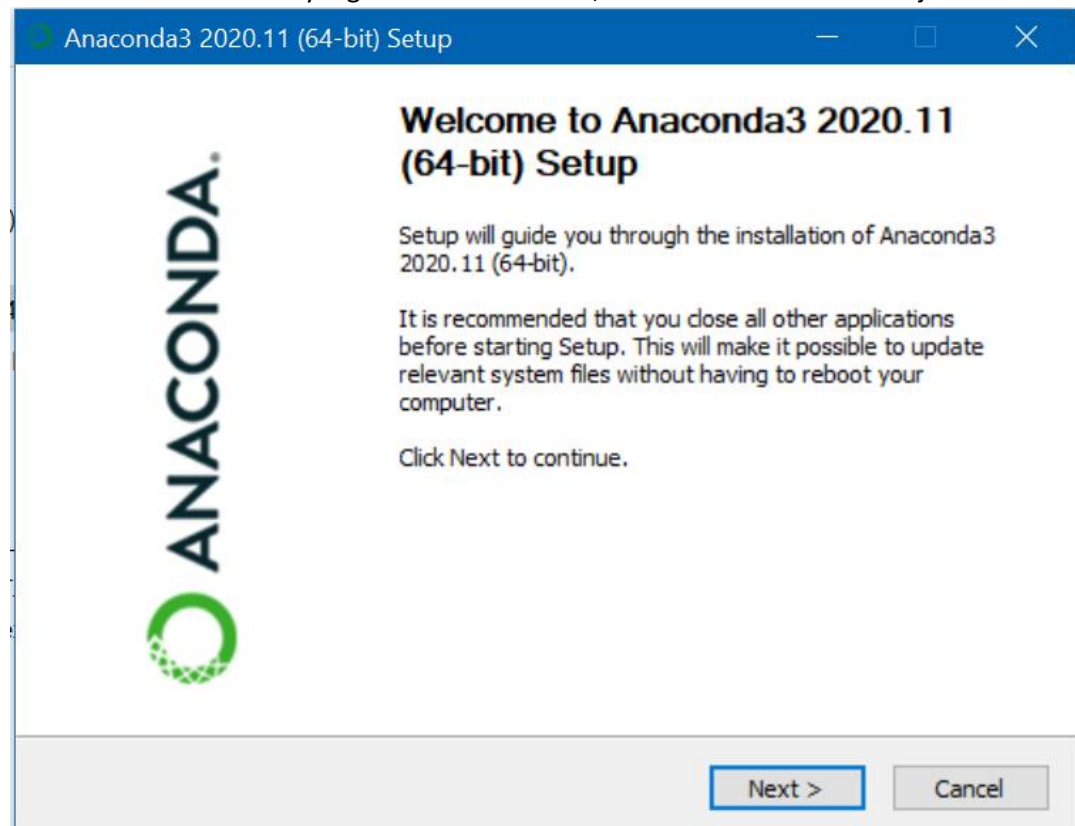 Anaconda3 2020.11 (64-bit) Setup
Welcome to Anaconda3 2020.11
(64-bit) Setup
Setup will guide you through the installation of Anaconda3
2020.11 (64-bit).
It is recommended that you close all other applications
before starting Setup. This will make it possible to update
relevant system files without having to reboot your
computer.
Click Next to continue.
ANACONDA.
Next >
Cancel